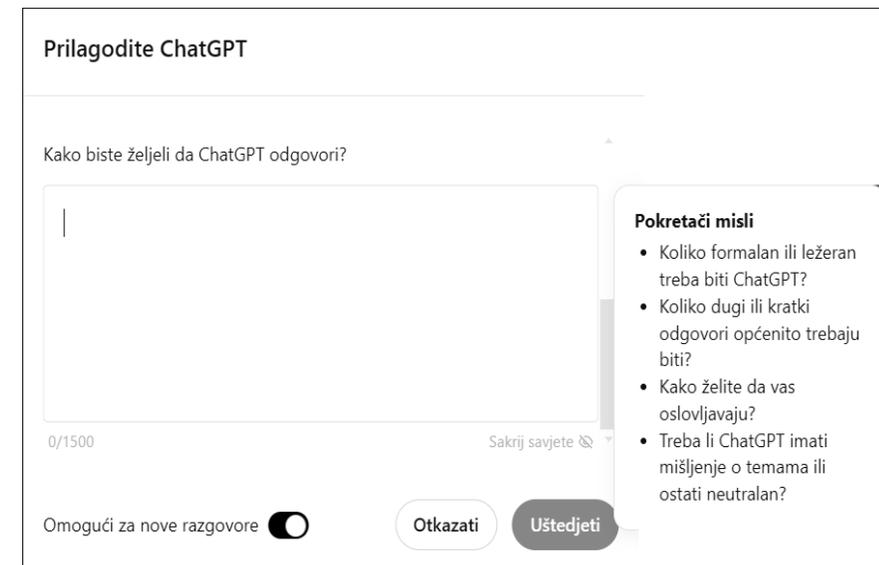 Prilagodite ChatGPT
Kako biste željeli da ChatGPT odgovori?
0/1500
Sakrij savjete
Omogući za nove razgovore
Otkazati
Uštedjeti
Pokretači misli
• Koliko formalan ili ležeran
treba biti ChatGPT?
• Koliko dugi ili kratki
odgovori općenito trebaju
biti?
• Kako želite da vas
oslovljavaju?
• Treba li ChatGPT imati
mišljenje o temama ili
ostati neutralan?